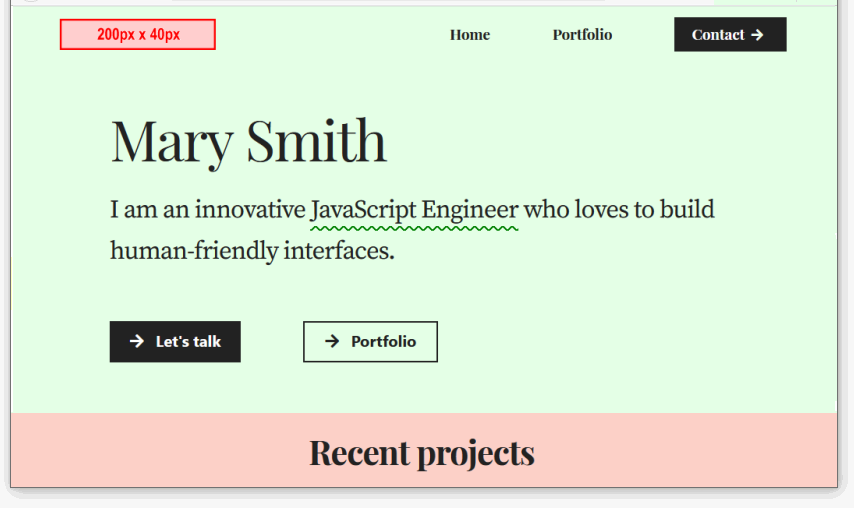 200px x 40px
Home
Portfolio
Contact →
Mary Smith
I am an innovative JavaScript Engineer who loves to build
human-friendly interfaces.
→ Let's talk
→ Portfolio
Recent projects